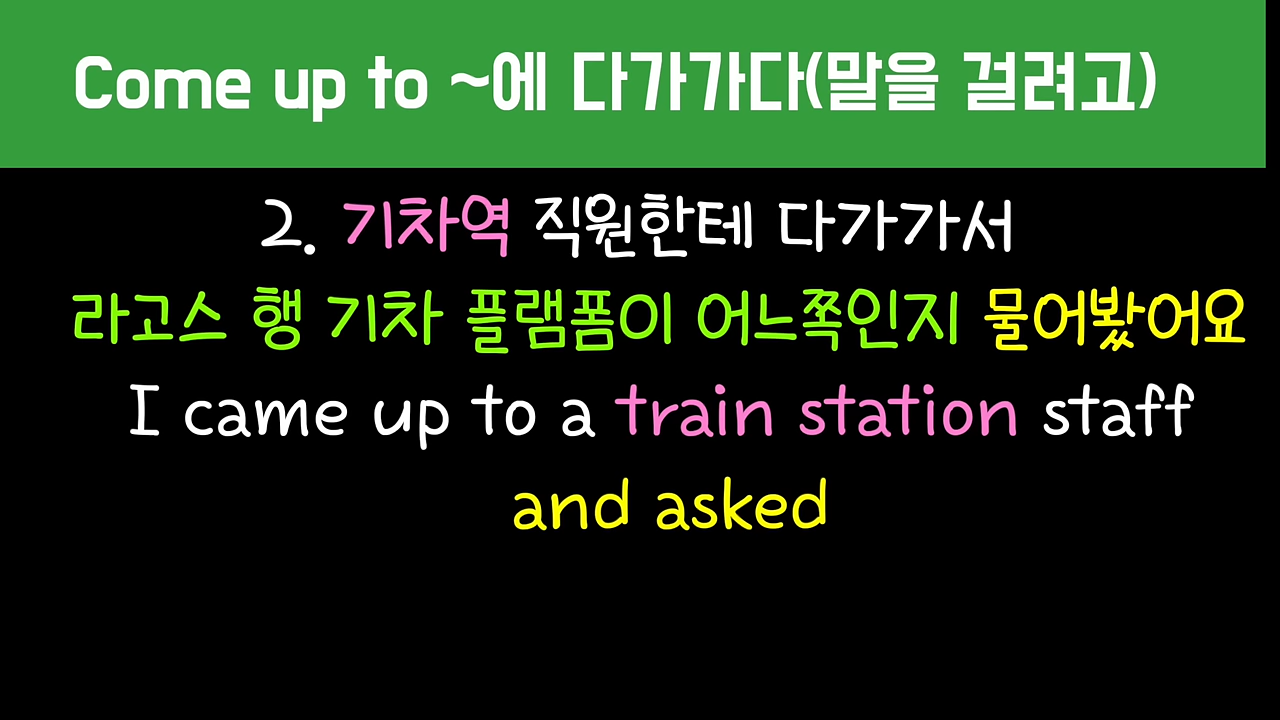 Come up to ~에 다가가다(말을 걸려고)
2. 기차역 직원한테 다가가서
라고스 행 기차 플램폼이 어느쪽인지 물어봤어요
I came up to a train station staff
and asked